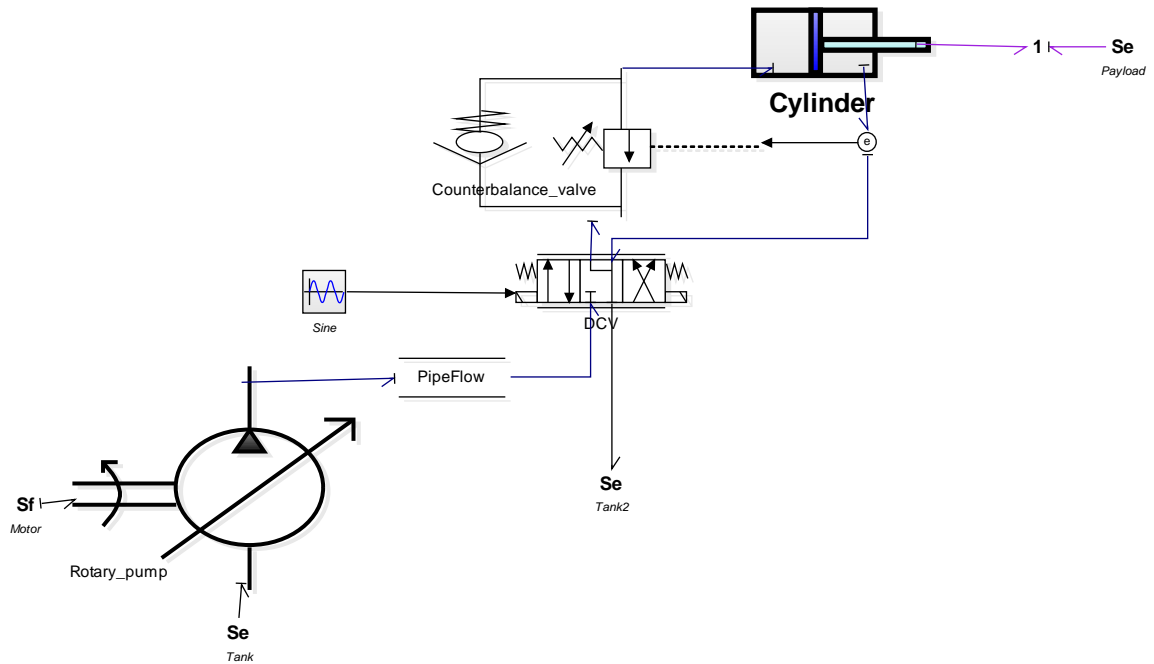 1
Se
Payload
Cylinder
e
Counterbalance_valve
Sine
DCV
PipeFlow
Se
Tank2
Sf
Motor
Rotary_pump
Se
Tank